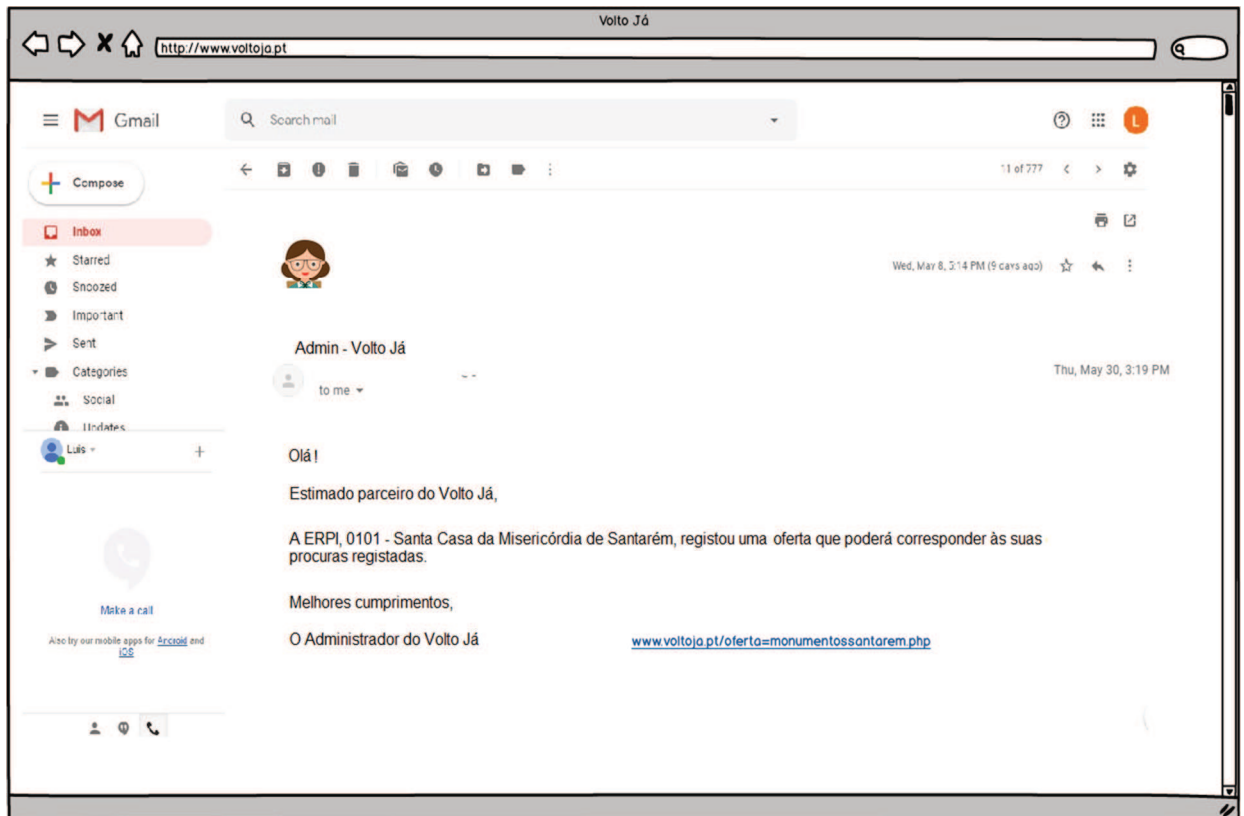 Volto Já
http://www.voltoja.pt
Gmail
Search mail
Compose
11 of 777
Inbox
Starred
Wed, May 8, 5:14 PM (9 days ago)
Snoozed
Important
Sent
Admin - Volto Já
Categories
Thu, May 30, 3:19 PM
to me
Social
Updates
Luis
Olá !
Estimado parceiro do Volto Já,
A ERPI, 0101 - Santa Casa da Misericórdia de Santarém, registou uma oferta que poderá corresponder às suas
procuras registadas.
Melhores cumprimentos,
Make a call
O Administrador do Volto Já
www.voltoja.pt/oferta=monumentossantarem.php
Also try our mobile apps for Android and
iOS
L